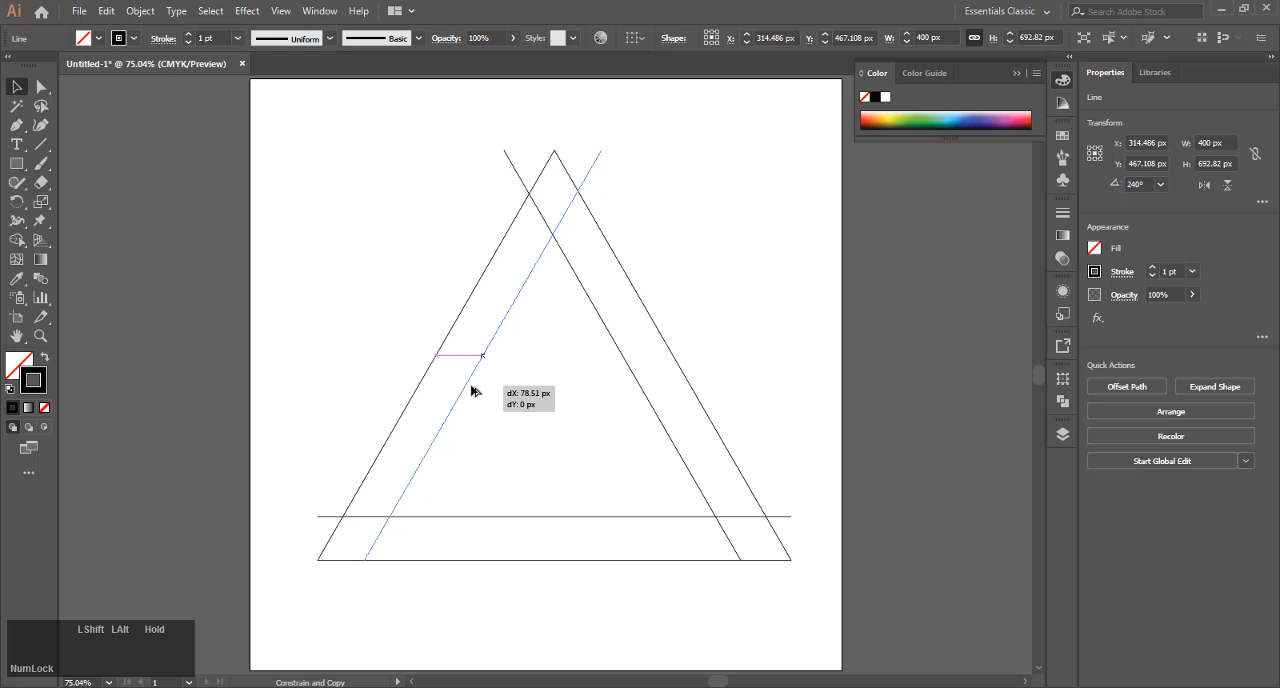 Ai File Edit Object Type Select Effect View Window Help Essentials Classic Search Adobe Stock
Line Stroke: 1 pt Uniform Basic Opacity: 100% Style: Shape: X: 314.486 px Y: 467.108 px W: 400 px H: 692.82 px
Untitled-1* @ 75.04% (CMYK/Preview) ×
Color Color Guide
Properties Libraries
Line
Transform
X: 314.486 px W: 400 px
Y: 467.108 px H: 692.82 px
240°
Appearance
Fill
Stroke 1 pt
Opacity 100%
fx.
Quick Actions
Offset Path Expand Shape
Arrange
Recolor
Start Global Edit
dX: 78.51 px
dY: 0 px
LShift LAlt Hold
NumLock
75.04% 1 Constrain and Copy